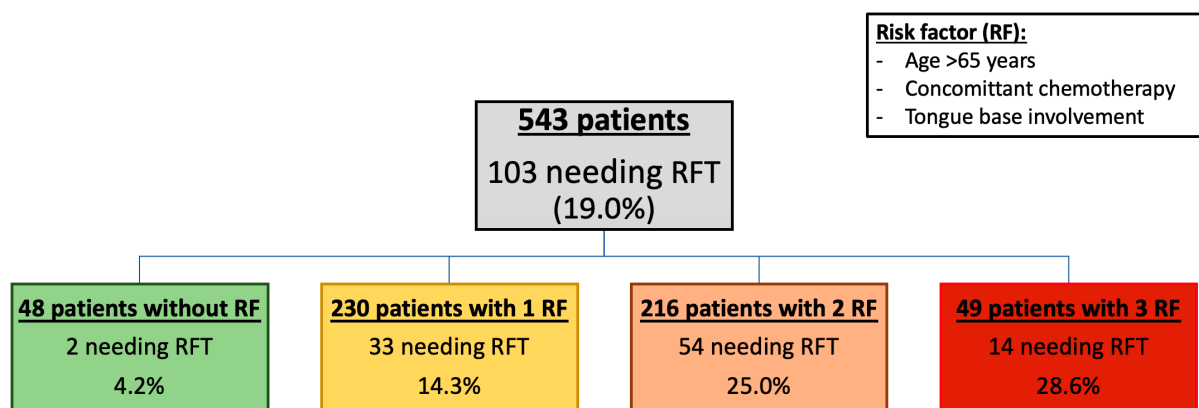 Risk factor (RF):
- Age >65 years
- Concomittant chemotherapy
- Tongue base involvement
543 patients
103 needing RFT
(19.0%)
48 patients without RF
2 needing RFT
4.2%
230 patients with 1 RF
33 needing RFT
14.3%
216 patients with 2 RF
54 needing RFT
25.0%
49 patients with 3 RF
14 needing RFT
28.6%